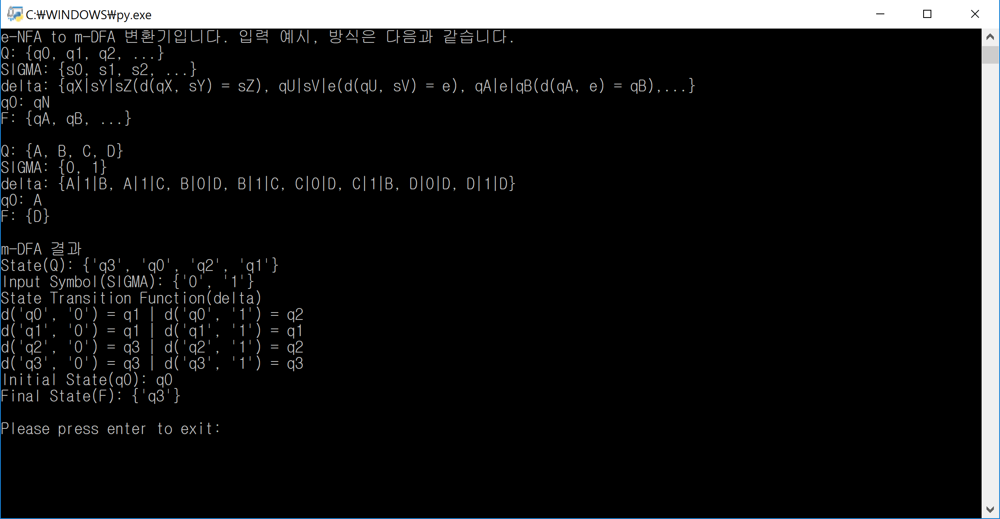 C:₩WINDOWS₩py.exe
e-NFA to m-DFA 변환기입니다. 입력 예시, 방식은 다음과 같습니다.
Q: {q0, q1, q2, ...}
SIGMA: {s0, s1, s2, ...}
delta: {qX|sY|sZ(d(qX, sY) = sZ), qU|sV|e(d(qU, sV) = e), qA|e|qB(d(qA, e) = qB),...}
q0: qN
F: {qA, qB, ...}
Q: {A, B, C, D}
SIGMA: {0, 1}
delta: {A|1|B, A|1|C, B|0|D, B|1|C, C|0|D, C|1|B, D|0|D, D|1|D}
q0: A
F: {D}
m-DFA 결과
State(Q): {'q3', 'q0', 'q2', 'q1'}
Input Symbol(SIGMA): {'0', '1'}
State Transition Function(delta)
d('q0', '0') = q1 | d('q0', '1') = q2
d('q1', '0') = q1 | d('q1', '1') = q1
d('q2', '0') = q3 | d('q2', '1') = q2
d('q3', '0') = q3 | d('q3', '1') = q3
Initial State(q0): q0
Final State(F): {'q3'}
Please press enter to exit: